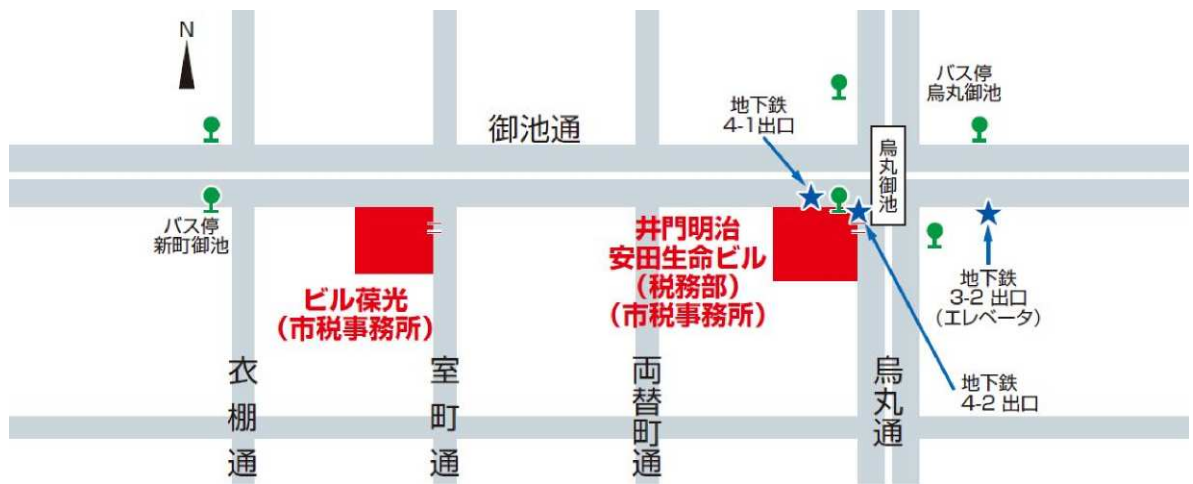 N
バス停
烏丸御池
地下鉄
4-1出口
御池通
烏丸御池
バス停
新町御池
井門明治
安田生命ビル
（税務部）
（市税事務所）
ビル葆光
（市税事務所）
地下鉄
3-2 出口
（エレベータ）
地下鉄
4-2 出口
衣棚通
室町通
両替町通
烏丸通